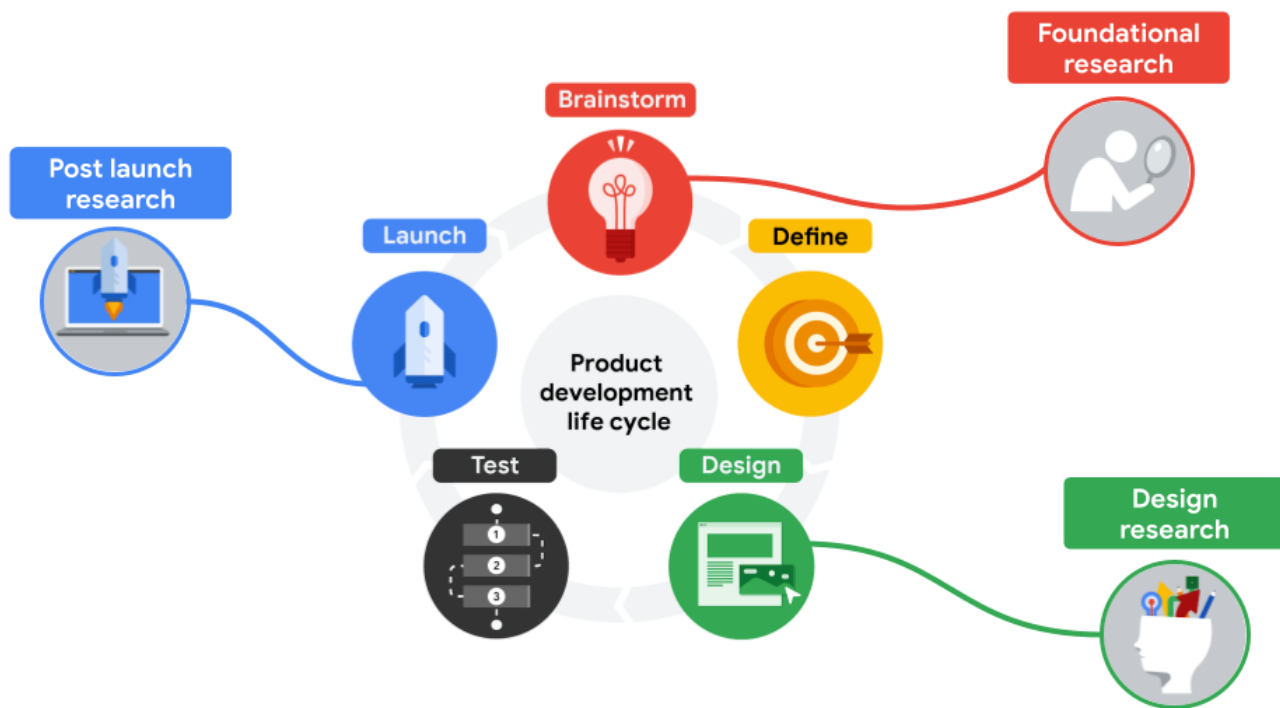 Foundational
research
Brainstorm
Post launch
research
Launch
Define
Product
development
life cycle
Test
Design
1
2
3
Design
research